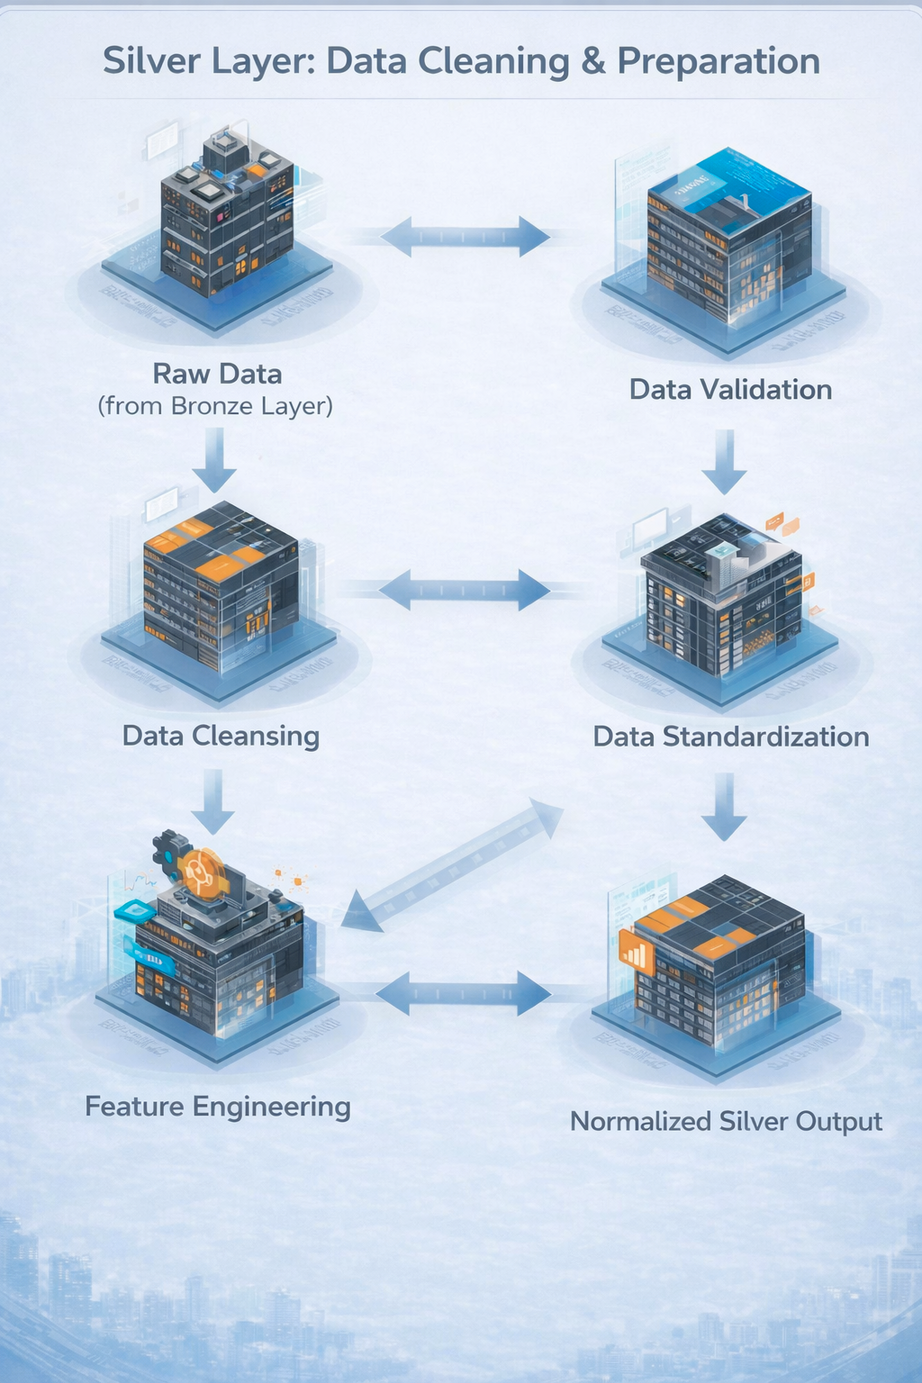 Silver Layer: Data Cleaning & Preparation
Raw Data
(from Bronze Layer)
Data Validation
Data Cleansing
Data Standardization
Feature Engineering
Normalized Silver Output